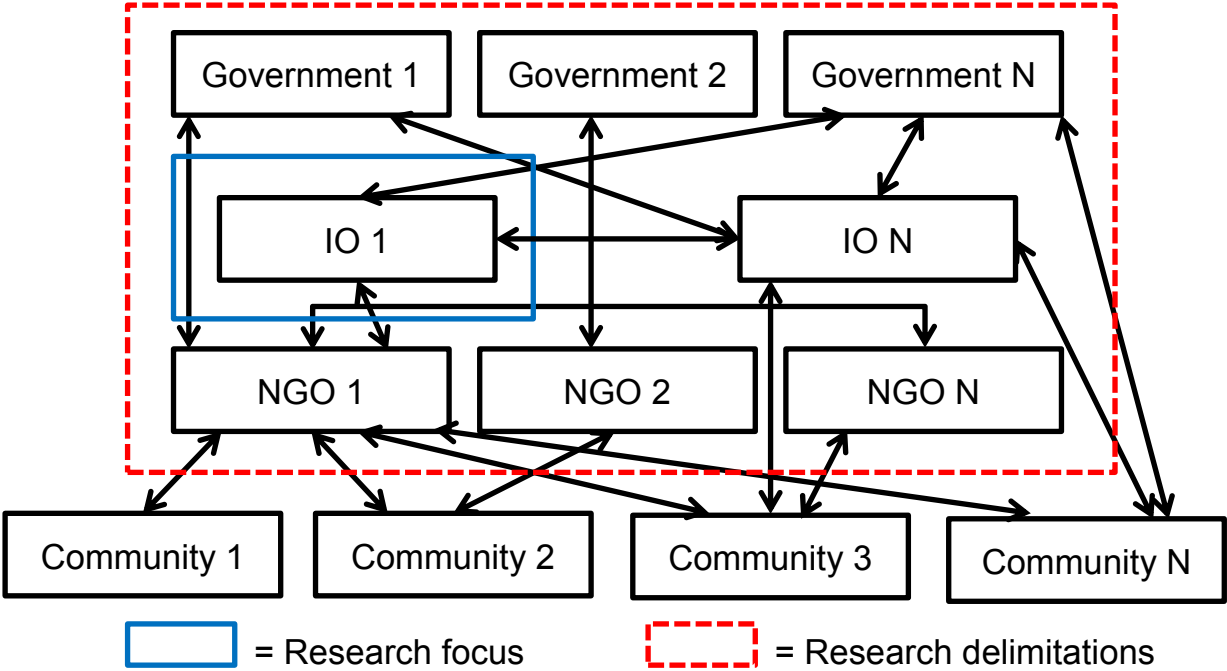 Government 1
Government 2
Government N
IO 1
IO N
NGO 1
NGO 2
NGO N
Community 1
Community 2
Community 3
Community N
= Research focus
= Research delimitations